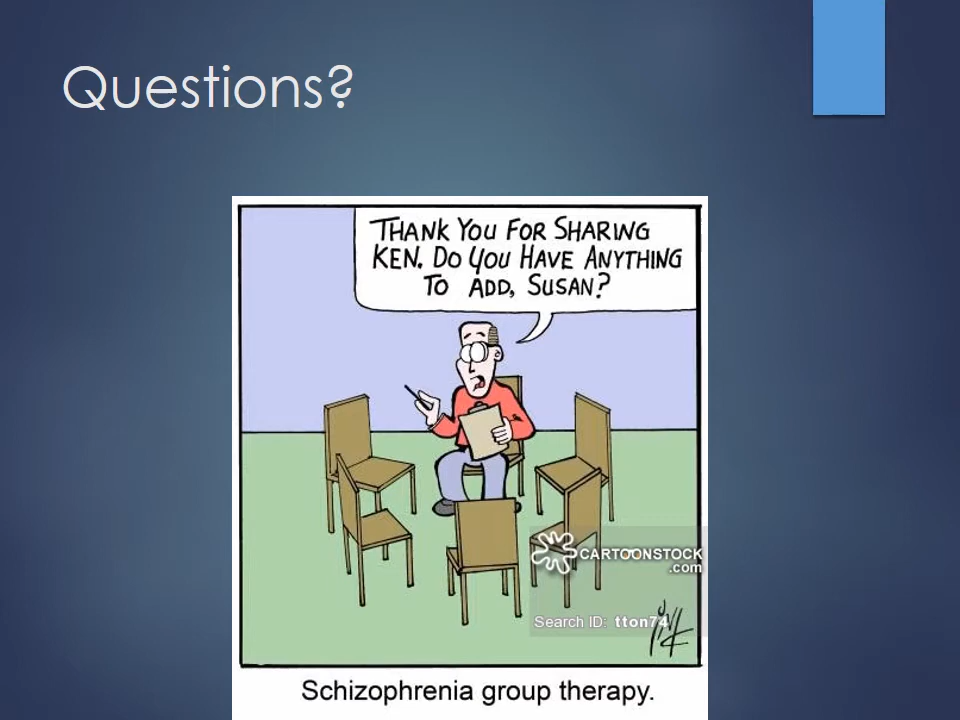 Questions?
THANK YOU FOR SHARING
KEN. DO YOU HAVE ANYTHING
TO ADD, SUSAN?
CARTOONSTOCK
.com
Search ID: tton74
Schizophrenia group therapy.